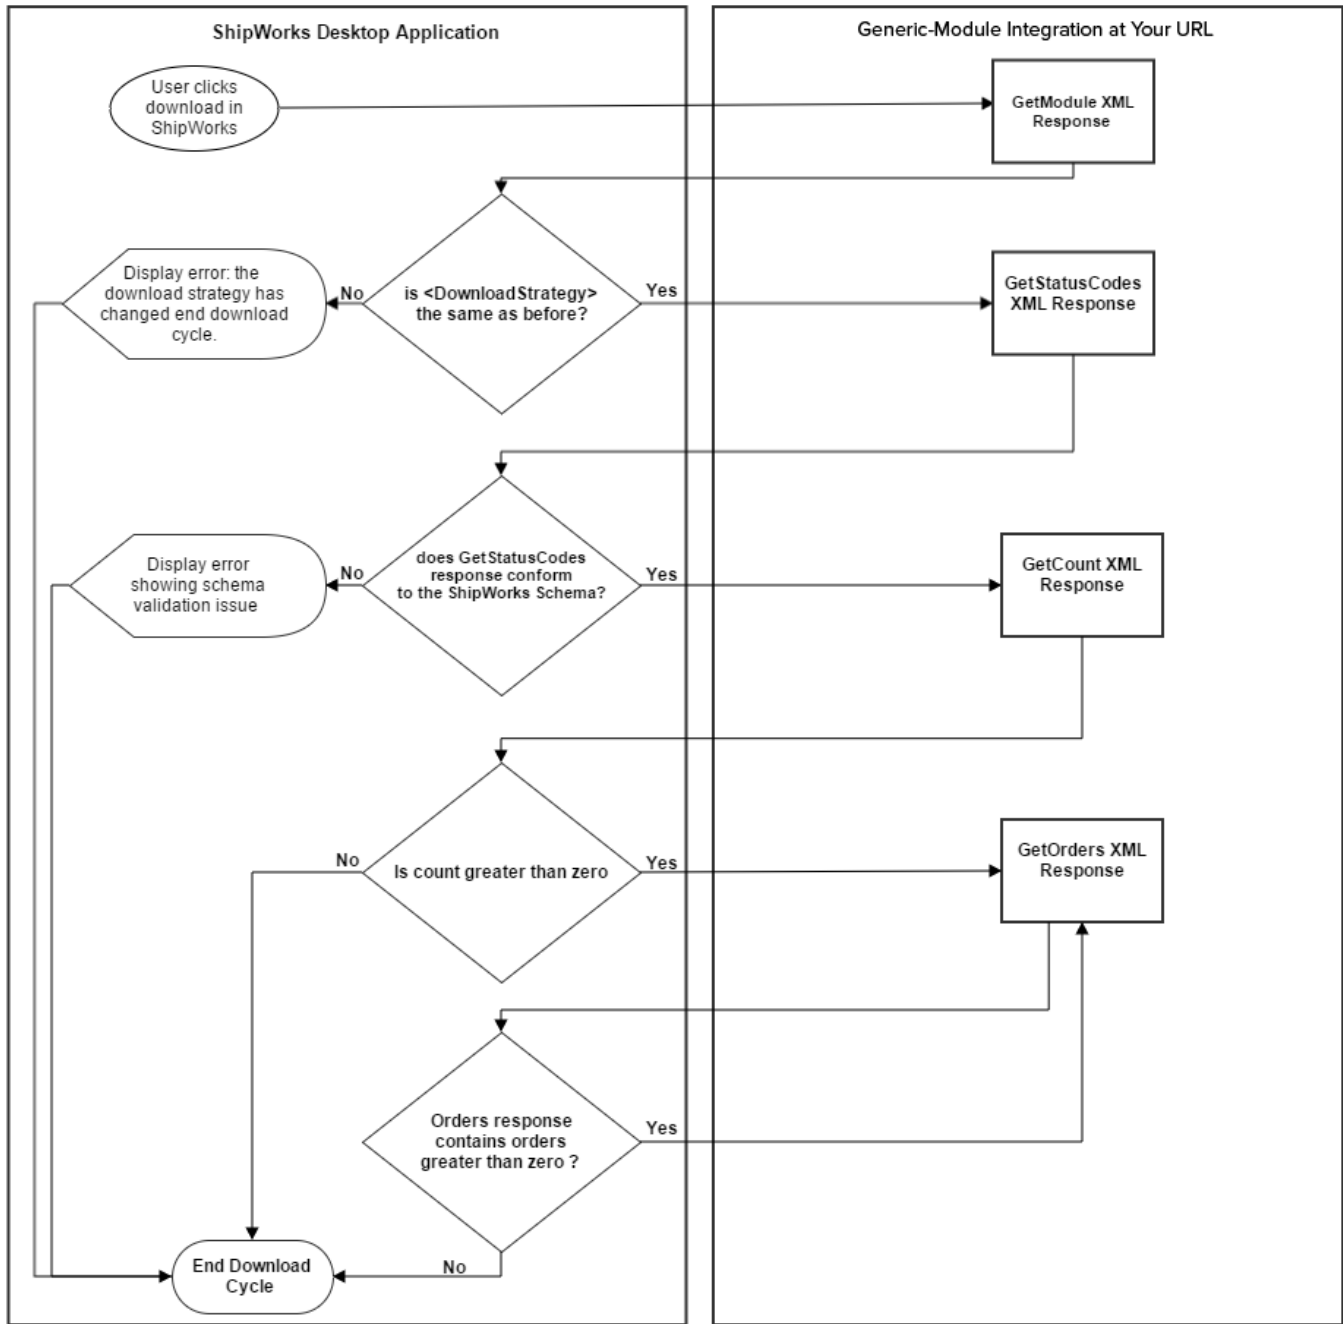 ShipWorks Desktop Application
Generic-Module Integration at Your URL
User clicks
download in
ShipWorks
GetModule XML
Response
Display error: the
download strategy has
changed end download
cycle.
No
is <DownloadStrategy>
the same as before?
Yes
GetStatusCodes
XML Response
Display error
showing schema
validation issue
No
does GetStatusCodes
response conform
to the ShipWorks Schema?
Yes
GetCount XML
Response
No
Is count greater than zero
Yes
GetOrders XML
Response
Orders response
contains orders
greater than zero ?
Yes
End Download
Cycle
No